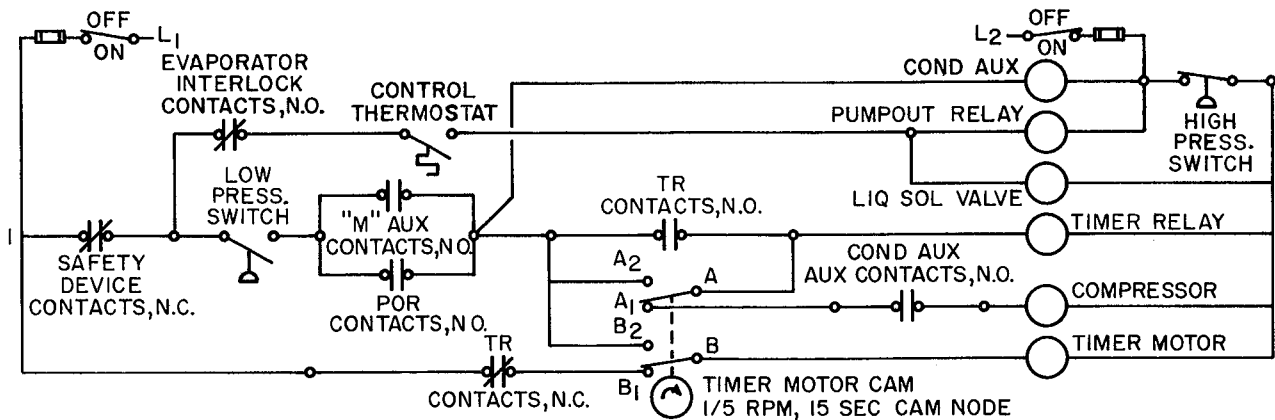 OFF
L1
ON
OFF
L2
ON
EVAPORATOR
INTERLOCK
CONTACTS,N.O.
CONTROL
THERMOSTAT
COND AUX
PUMPOUT RELAY
HIGH
PRESS.
SWITCH
LOW
PRESS.
SWITCH
TR
CONTACTS,N.O.
LIQ SOL VALVE
"M" AUX
CONTACTS,N O.
TIMER RELAY
1
SAFETY
DEVICE
CONTACTS,N.C.
POR
CONTACTS,N O.
A2
A
A1
COND AUX
AUX CONTACTS,N.O.
COMPRESSOR
B2
B
B1
TIMER MOTOR
TR
CONTACTS,N.C.
TIMER MOTOR CAM
1/5 RPM, 15 SEC CAM NODE